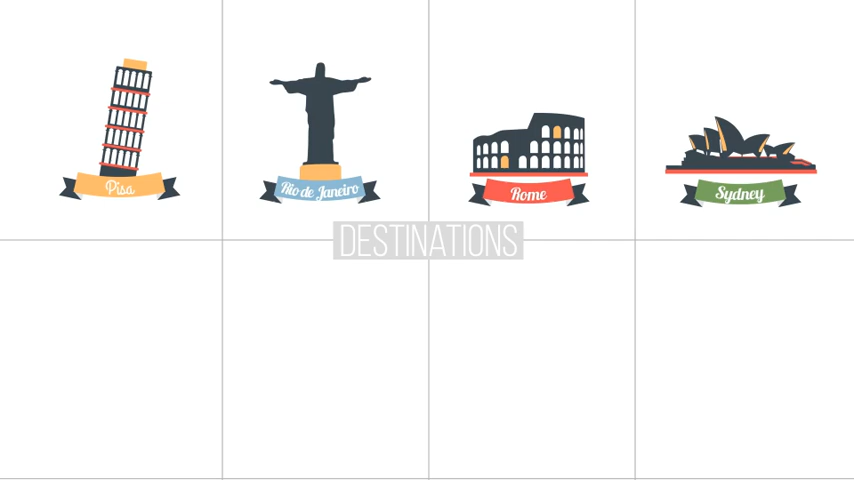 Pisa
Rio de Janeiro
Rome
Sydney
DESTINATIONS